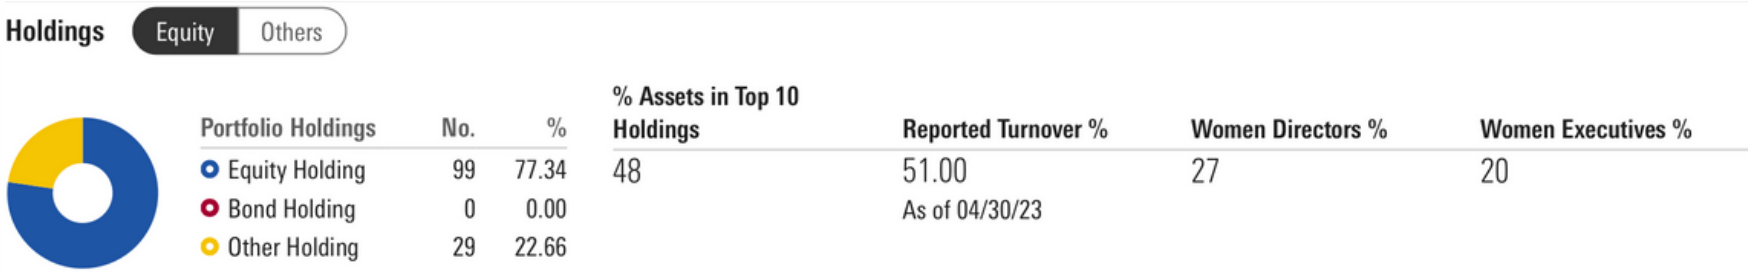 Holdings Equity Others
% Assets in Top 10
Portfolio Holdings No. % Holdings Reported Turnover % Women Directors % Women Executives %
Equity Holding 99 77.34 48 51.00 27 20
Bond Holding 0 0.00 As of 04/30/23
Other Holding 29 22.66